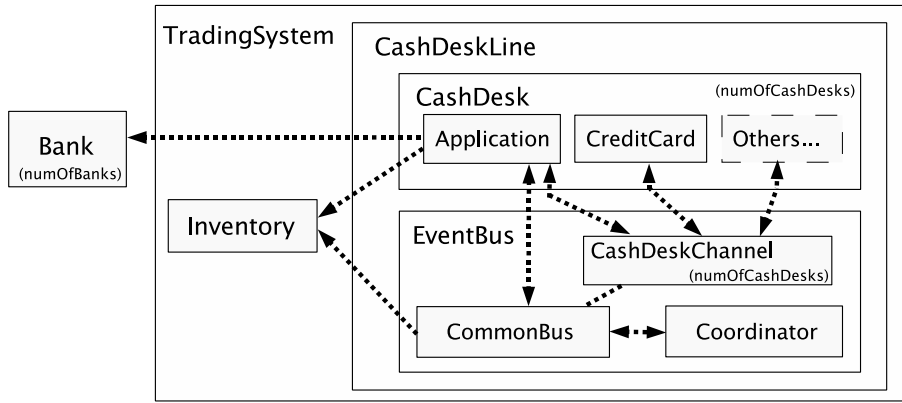 TradingSystem
CashDeskLine
CashDesk
(numOfCashDesks)
Application
CreditCard
Others...
Bank
(numOfBanks)
Inventory
EventBus
CashDeskChannel
(numOfCashDesks)
CommonBus
Coordinator